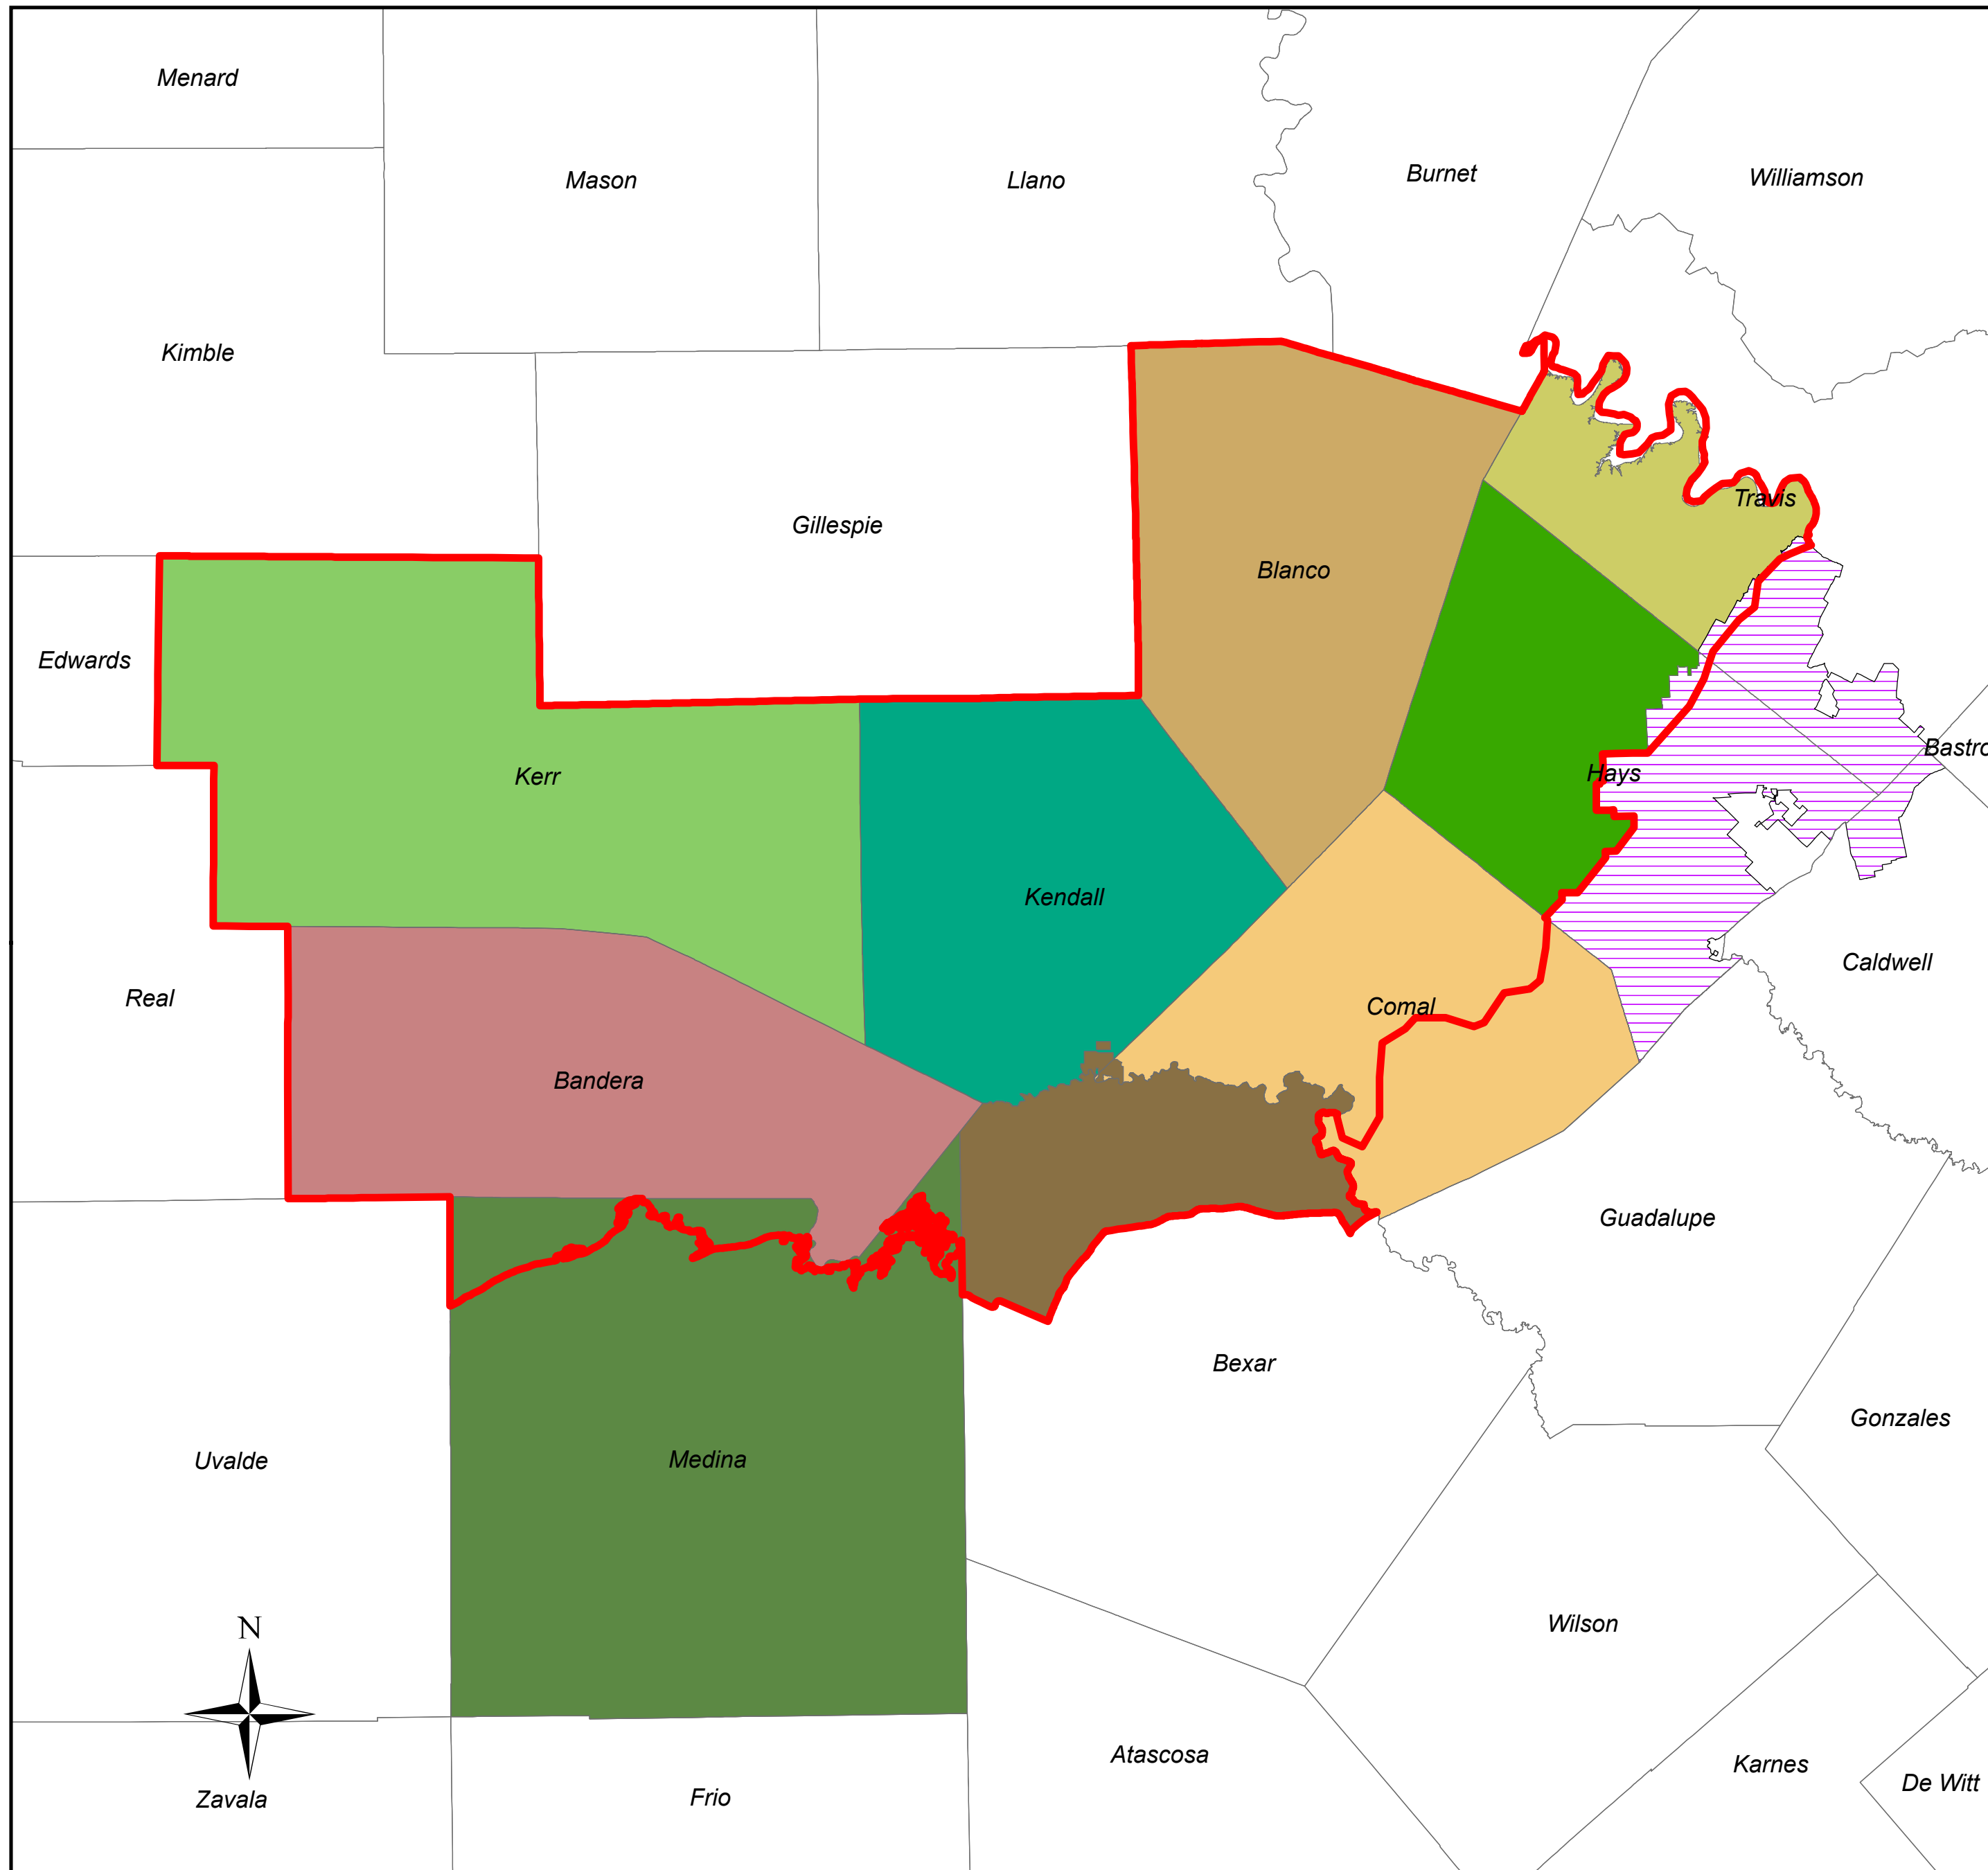 Menard
Mason
Llano
Burnet
Williamson
Kimble
Gillespie
Travis
Blanco
Edwards
Kerr
Hays
Bastro
Kendall
Caldwell
Real
Comal
Bandera
Guadalupe
Bexar
Gonzales
Uvalde
Medina
N
Wilson
Atascosa
Karnes
De Witt
Zavala
Frio